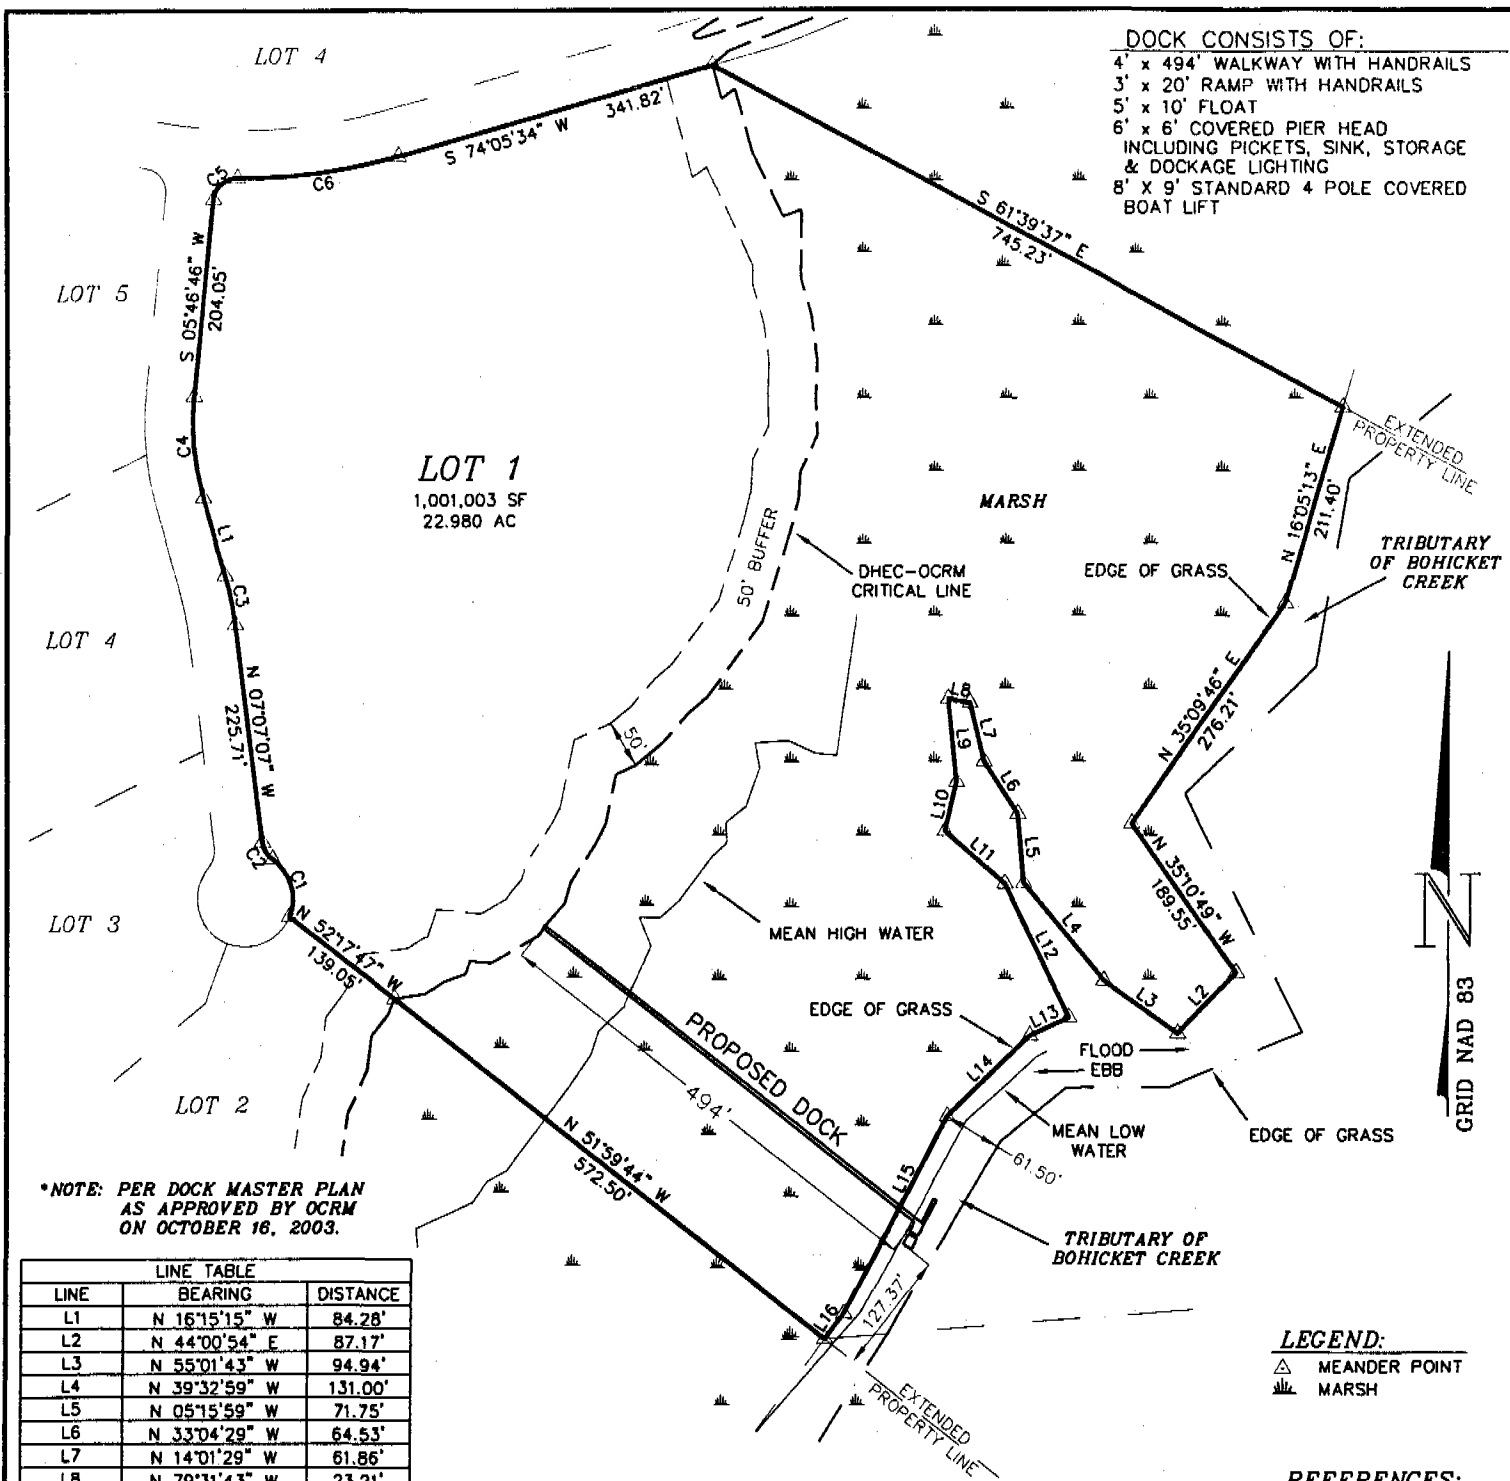 DOCK CONSISTS OF:
4' x 494' WALKWAY WITH HANDRAILS
3' x 20' RAMP WITH HANDRAILS
5' x 10' FLOAT
6' x 6' COVERED PIER HEAD
INCLUDING PICKETS, SINK, STORAGE
& DOCKAGE LIGHTING
8' X 9' STANDARD 4 POLE COVERED
BOAT LIFT
LOT 4
S 74°05'34" W
341.82'
C5
C6
S 61°39'37" E
745.23'
S 05°46'46" W
204.05'
LOT 5
C4
LOT 1
1,001,003 SF
22.980 AC
MARSH
EXTENDED
PROPERTY LINE
N 16°05'13" E
211.40'
L1
50' BUFFER
DHEC-OCRM
CRITICAL LINE
EDGE OF GRASS
TRIBUTARY
OF BOHICKET
CREEK
C3
LOT 4
N 07°07'07" W
225.71'
50'
L8
L7
L9
L6
L10
L5
L11
N 35°09'46" E
276.21'
N 35°10'49" W
189.55'
C2
C1
LOT 3
N 52°17'47" W
139.05'
MEAN HIGH WATER
L4
L12
L3
L2
N
GRID NAD 83
EDGE OF GRASS
L13
L14
FLOOD
EBB
PROPOSED DOCK
494'
LOT 2
N 51°59'44" W
572.50'
MEAN LOW
WATER
EDGE OF GRASS
61.50'
L15
TRIBUTARY OF
BOHICKET CREEK
127.37'
L16
EXTENDED
PROPERTY LINE
*NOTE: PER DOCK MASTER PLAN
AS APPROVED BY OCRM
ON OCTOBER 16, 2003.
LINE TABLE
LINE BEARING DISTANCE
L1 N 16°15'15" W 84.28'
L2 N 44°00'54" E 87.17'
L3 N 55°01'43" W 94.94'
L4 N 39°32'59" W 131.00'
L5 N 05°15'59" W 71.75'
L6 N 33°04'29" W 64.53'
L7 N 14°01'29" W 61.86'
L8 N 79°31'43" W 23.21'
LEGEND:
MEANDER POINT
MARSH
REFERENCES: